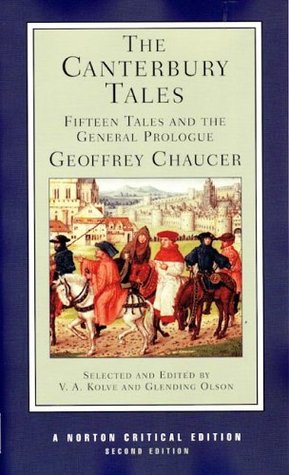 THE
CANTERBURY
TALES
FIFTEEN TALES AND THE
GENERAL PROLOGUE
GEOFFREY CHAUCER
SELECTED AND EDITED BY
V. A. KOLVE AND GLENDING OLSON
A NORTON CRITICAL EDITION
SECOND EDITION